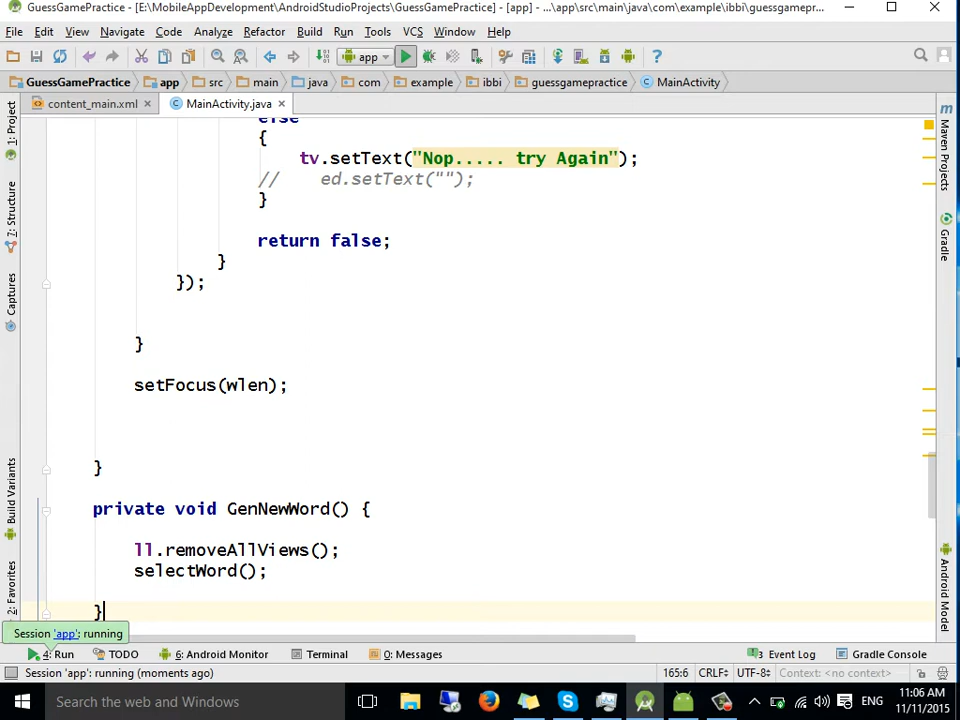 GuessGamePractice - [E:\MobileAppDevelopment\AndroidStudioProjects\GuessGamePractice] - [app] - ...\app\src\main\java\com\example\ibbi\guessgamepr...
File Edit View Navigate Code Analyze Refactor Build Run Tools VCS Window Help
app
GuessGamePractice app src main java com example ibbi guessgamepractice MainActivity
content_main.xml MainActivity.java
1: Project
7: Structure
Captures
Build Variants
2: Favorites
else
{
tv.setText("Nop..... try Again");
// ed.setText("");
}
return false;
}
});
}
setFocus(wlen);
}
private void GenNewWord() {
ll.removeAllViews();
selectWord();
}
Maven Projects
Gradle
Android Model
Session 'app': running
4: Run TODO 6: Android Monitor Terminal 0: Messages 3 Event Log Gradle Console
Session 'app': running (moments ago) 165:6 CRLF÷ UTF-8÷ Context: <no context>
Search the web and Windows
ENG
11:06 AM
11/11/2015